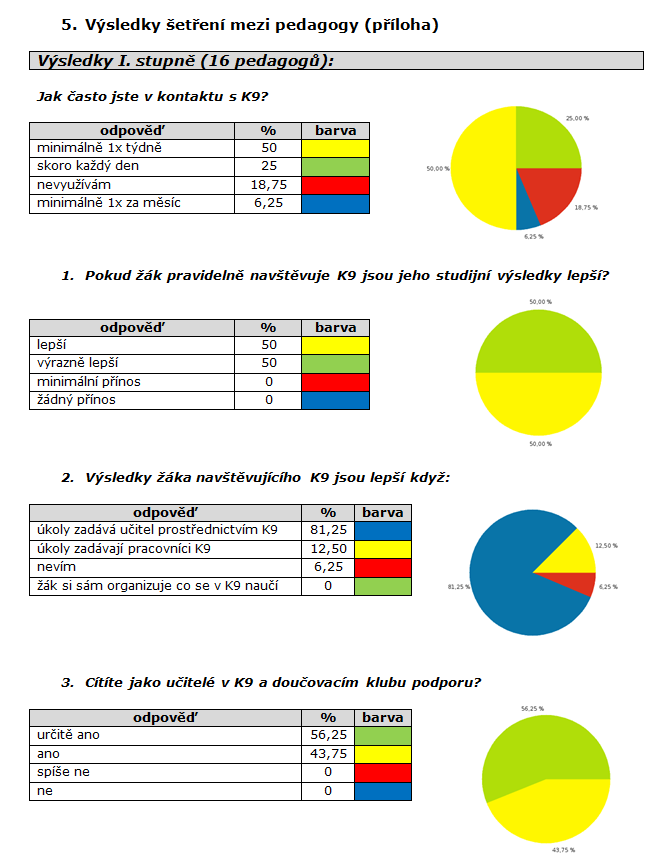 5. Výsledky šetření mezi pedagogy (příloha)
Výsledky I. stupně (16 pedagogů):
Jak často jste v kontaktu s K9?
odpověď % barva
minimálně 1x týdně 50
skoro každý den 25
nevyužívám 18,75
minimálně 1x za měsíc 6,25
25,00 %
50,00 %
18,75 %
6,25 %
1. Pokud žák pravidelně navštěvuje K9 jsou jeho studijní výsledky lepší?
odpověď % barva
lepší 50
výrazně lepší 50
minimální přínos 0
žádný přínos 0
50,00 %
50,00 %
2. Výsledky žáka navštěvujícího K9 jsou lepší když:
odpověď % barva
úkoly zadává učitel prostřednictvím K9 81,25
úkoly zadávají pracovníci K9 12,50
nevím 6,25
žák si sám organizuje co se v K9 naučí 0
12,50 %
81,25 %
6,25 %
3. Cítíte jako učitelé v K9 a doučovacím klubu podporu?
odpověď % barva
určitě ano 56,25
ano 43,75
spíše ne 0
ne 0
56,25 %
43,75 %